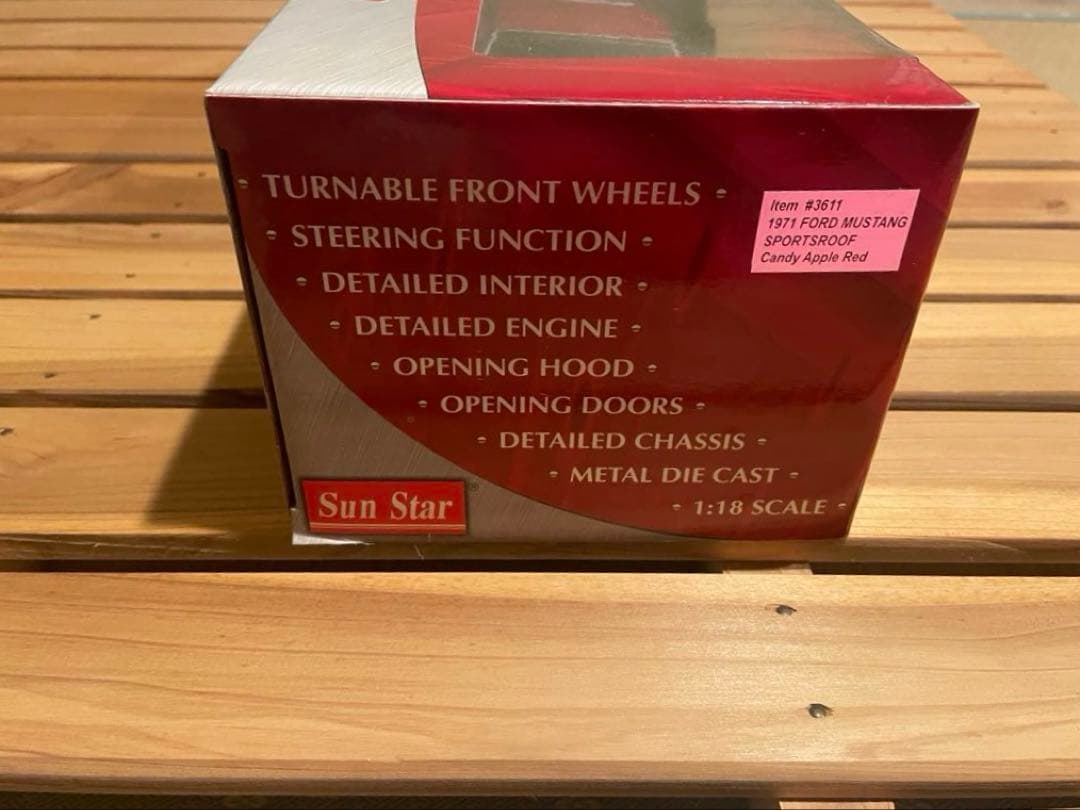 TURNABLE FRONT WHEELS
STEERING FUNCTION
DETAILED INTERIOR
DETAILED ENGINE
OPENING HOOD
OPENING DOORS
DETAILED CHASSIS
METAL DIE CAST
1:18 SCALE
Item #3611
1971 FORD MUSTANG
SPORTSROOF
Candy Apple Red
Sun Star®